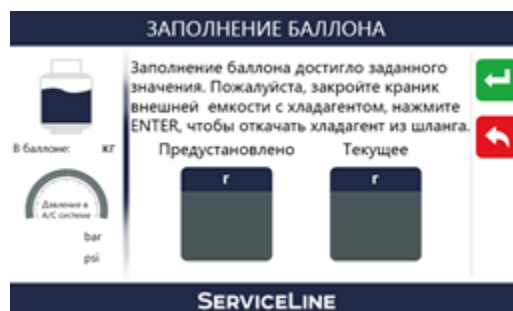 ЗАПОЛНЕНИЕ БАЛЛОНА
Заполнение баллона достигло заданного
значения. Пожалуйста, закройте краник
внешней емкости с хладагентом, нажмите
ENTER, чтобы откачать хладагент из шланга.
В баллоне: кг
Предустановлено Текущее
г г
Давление в
А/С системе
bar
psi
SERVICELINE